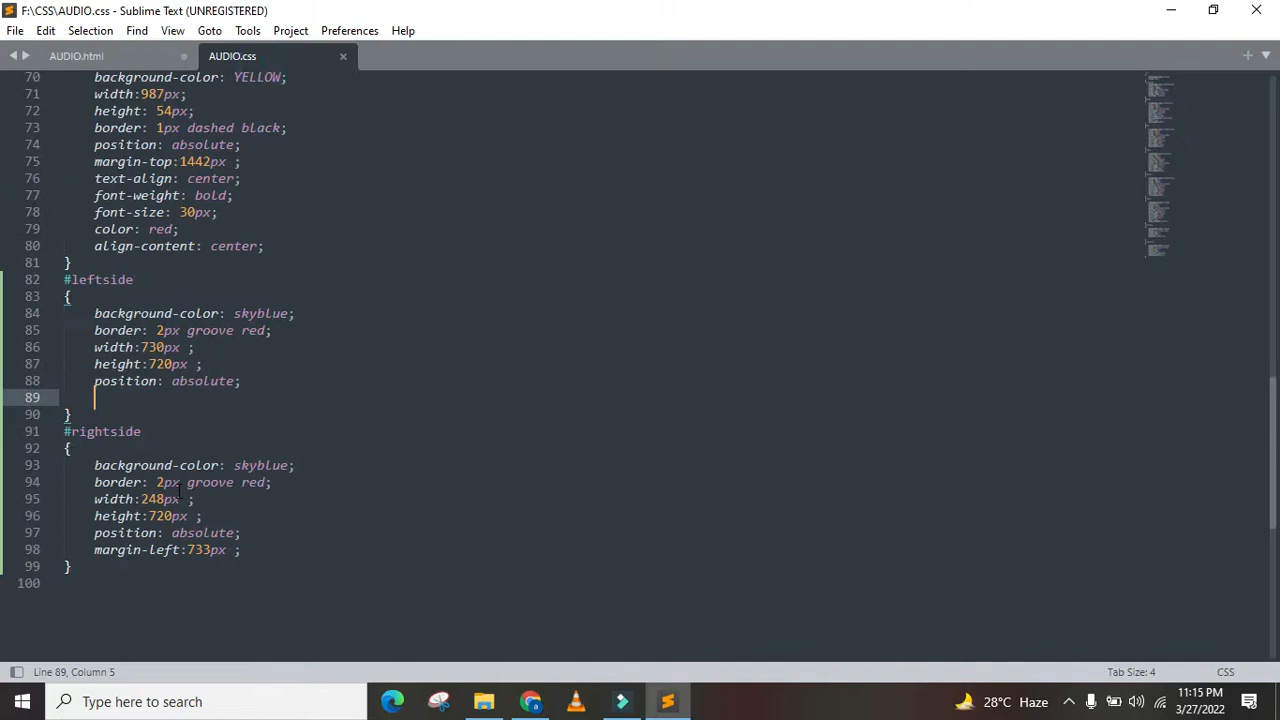 F:\CSS\AUDIO.css - Sublime Text (UNREGISTERED)
File Edit Selection Find View Goto Tools Project Preferences Help
AUDIO.html AUDIO.css
70 background-color: YELLOW;
71 width:987px;
72 height: 54px;
73 border: 1px dashed black;
74 position: absolute;
75 margin-top:1442px ;
76 text-align: center;
77 font-weight: bold;
78 font-size: 30px;
79 color: red;
80 align-content: center;
81 }
82 #leftside
83 {
84 background-color: skyblue;
85 border: 2px groove red;
86 width:730px ;
87 height:720px ;
88 position: absolute;
89
90 }
91 #rightside
92 {
93 background-color: skyblue;
94 border: 2px groove red;
95 width:248px ;
96 height:720px ;
97 position: absolute;
98 margin-left:733px ;
99 }
100
Line 89, Column 5 Tab Size: 4 CSS
Type here to search 28°C Haze 11:15 PM
3/27/2022